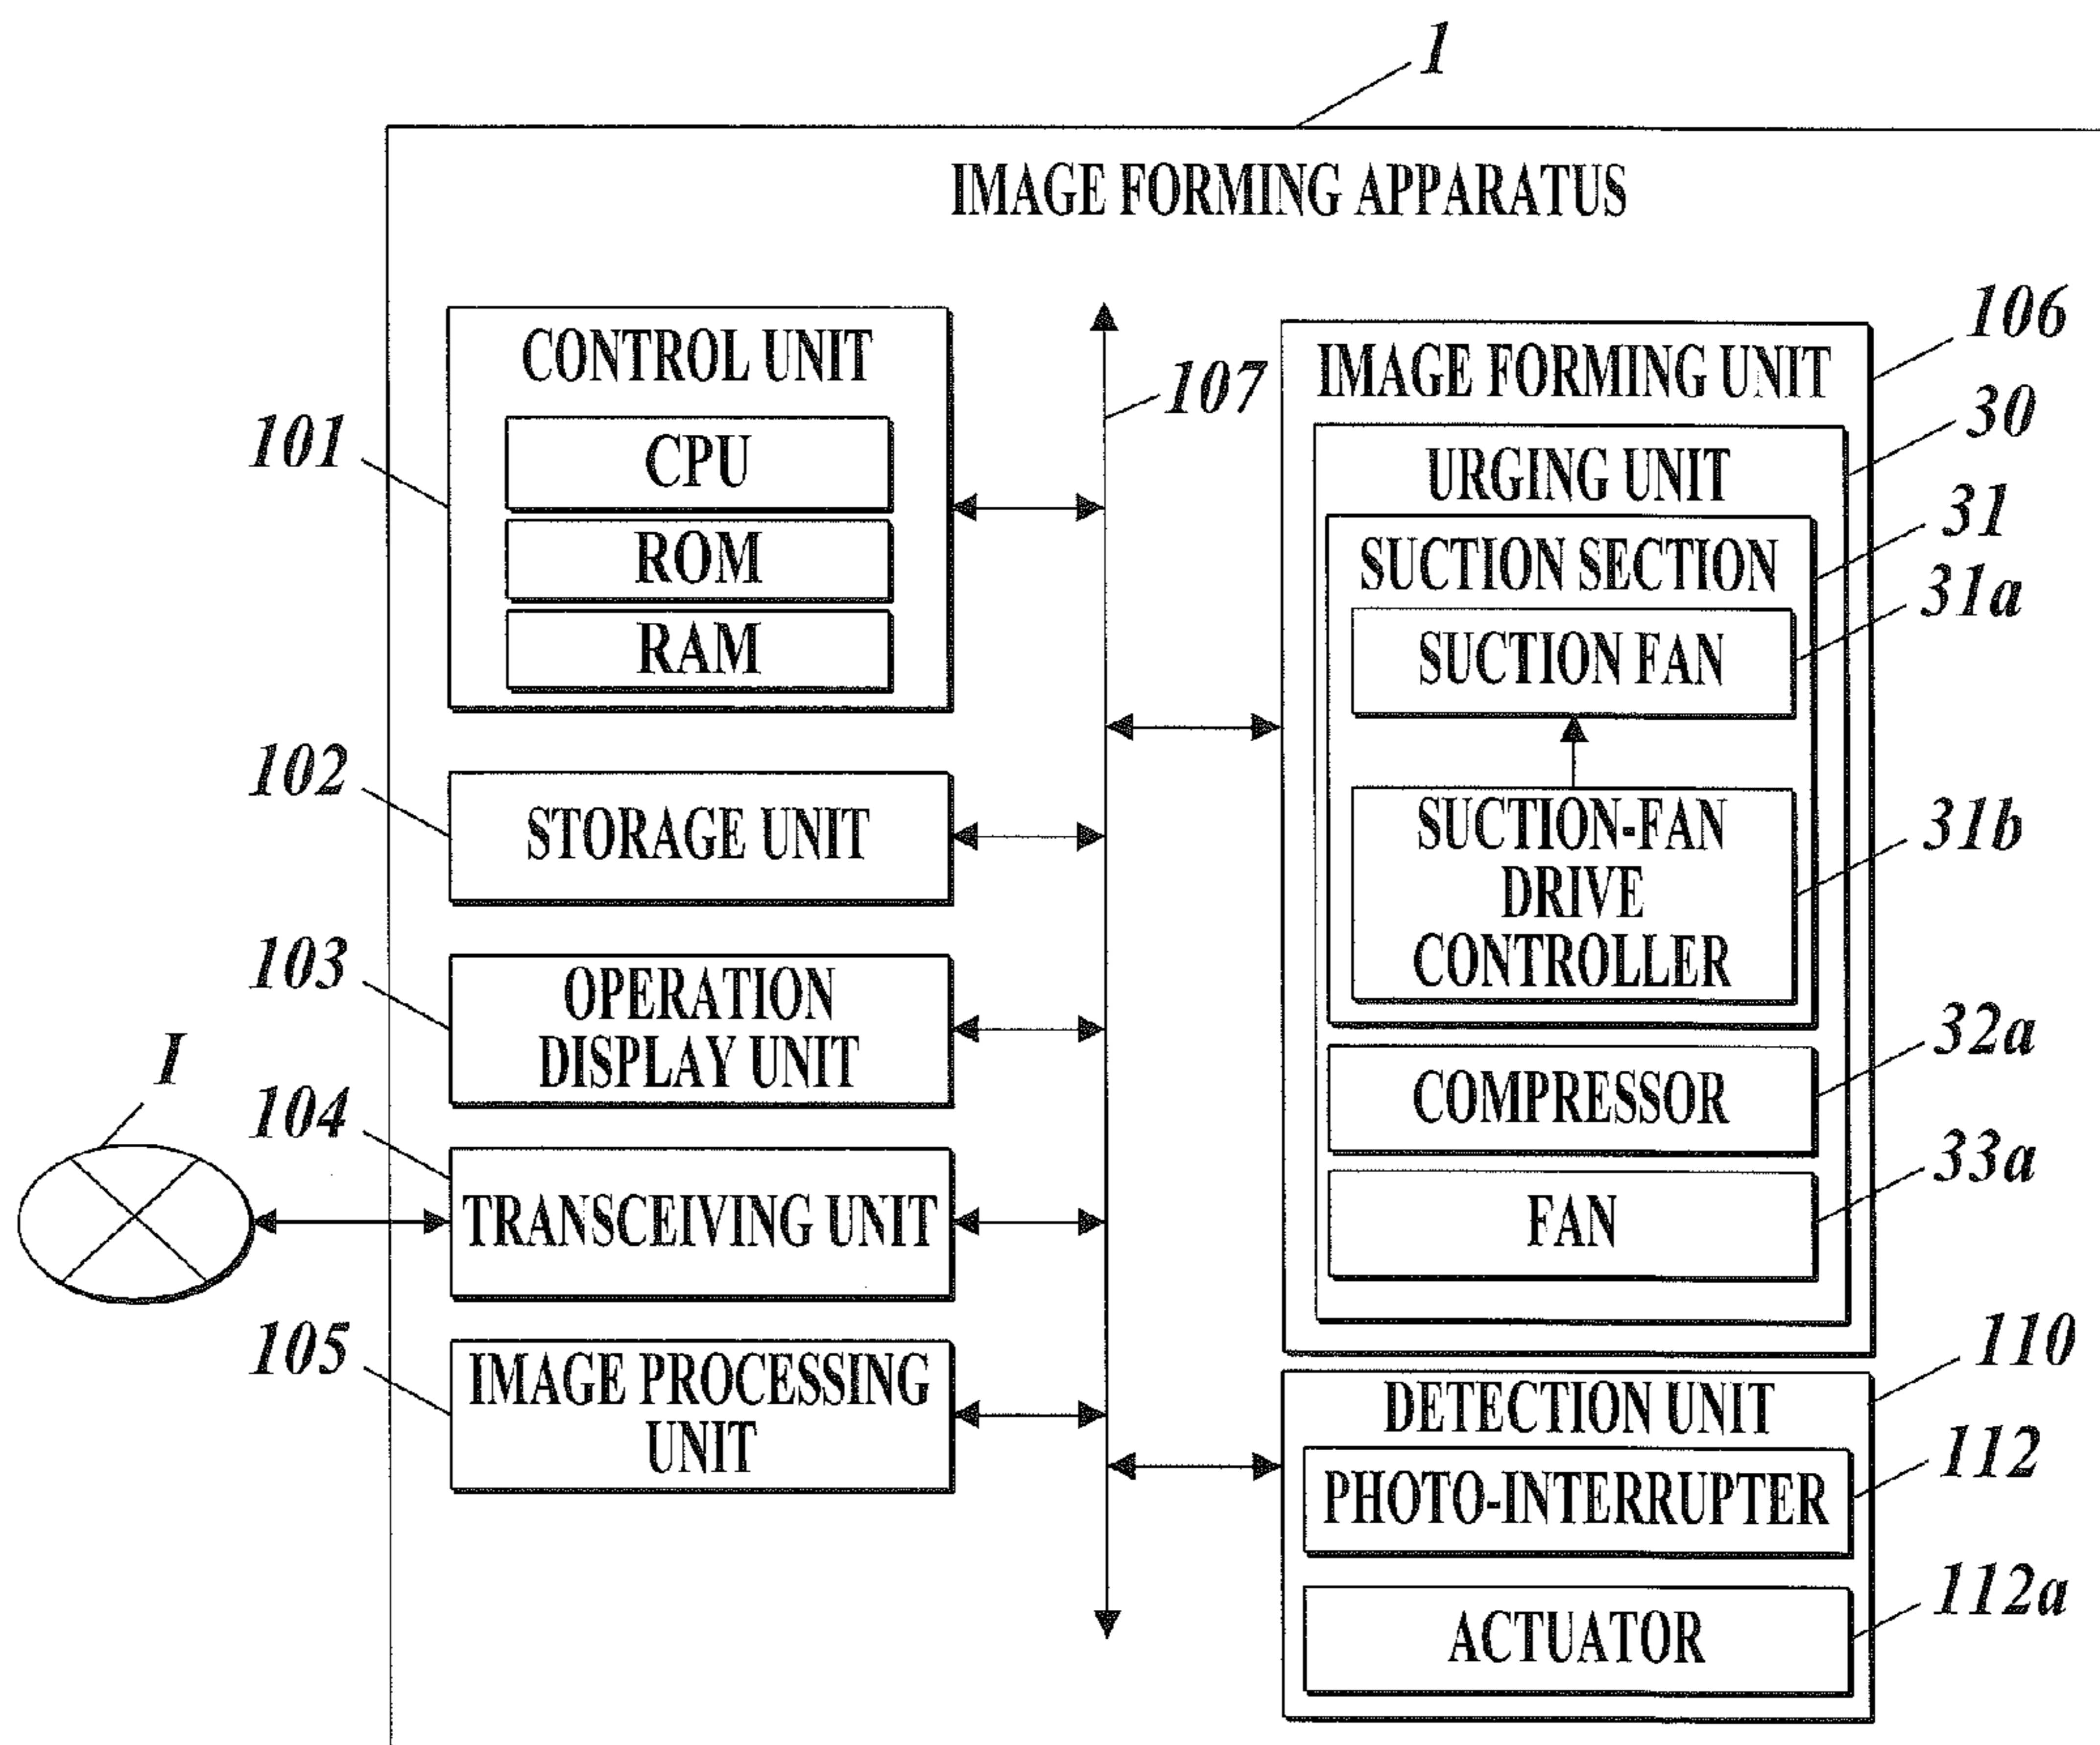 1
IMAGE FORMING APPARATUS
CONTROL UNIT
CPU
ROM
RAM
101
STORAGE UNIT
102
OPERATION
DISPLAY UNIT
103
I
TRANSCEIVING UNIT
104
IMAGE PROCESSING
UNIT
105
107
IMAGE FORMING UNIT
106
URGING UNIT
30
SUCTION SECTION
31
SUCTION FAN
31a
SUCTION-FAN
DRIVE
CONTROLLER
31b
COMPRESSOR
32a
FAN
33a
DETECTION UNIT
110
PHOTO-INTERRUPTER
112
ACTUATOR
112a